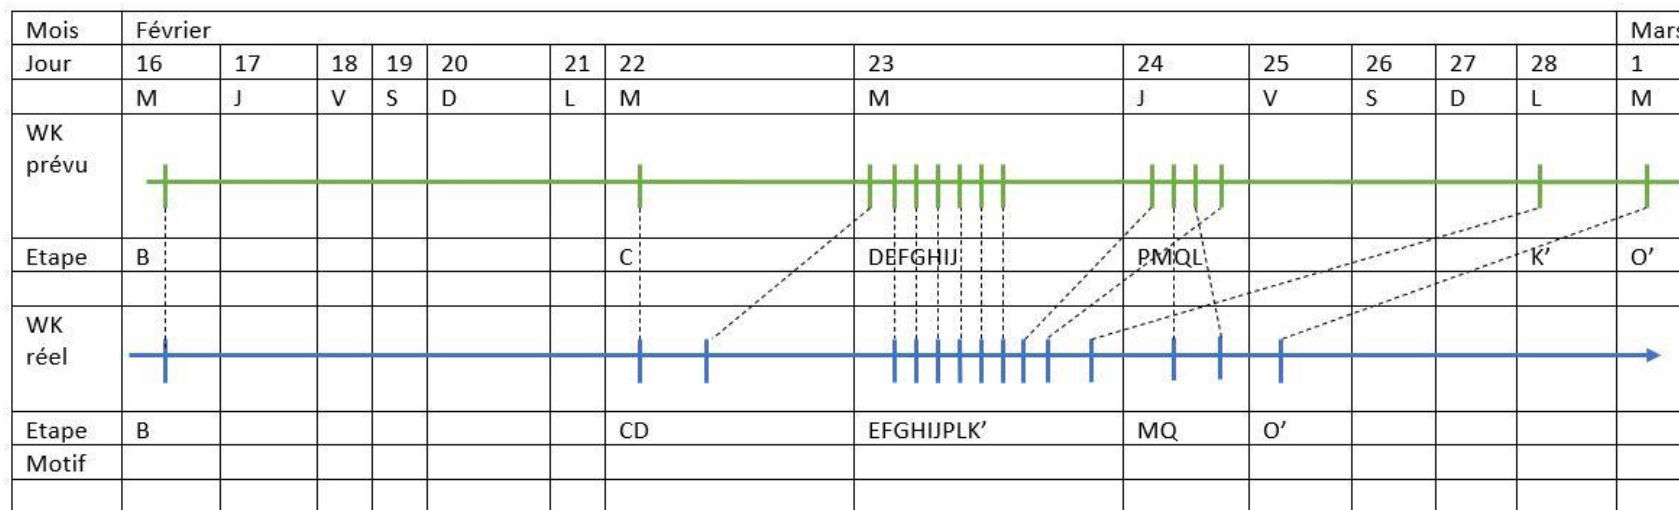 Mois Février Mars
Jour 16 17 18 19 20 21 22 23 24 25 26 27 28 1
M J V S D L M M J V S D L M
WK
prévu
Etape B C DEFGHIJ PMQL K’ O’
WK
réel
Etape B CD EFGHIJPLK’ MQ O’
Motif